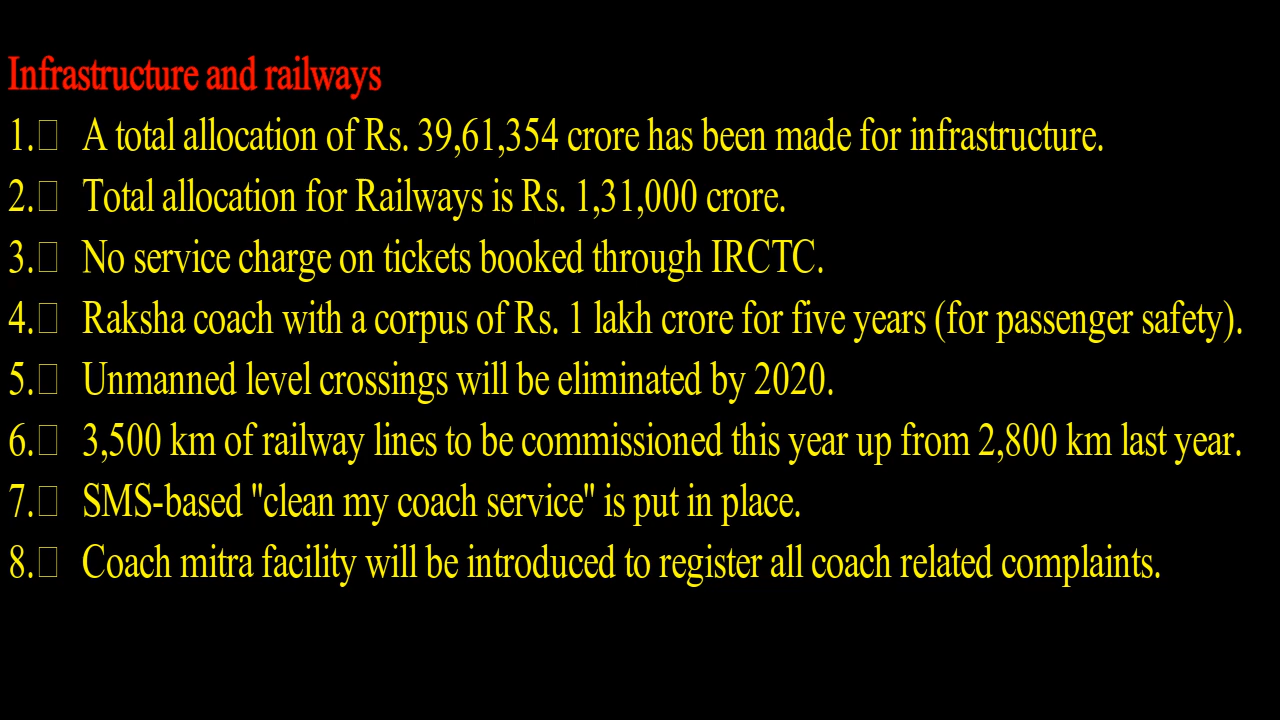 Infrastructure and railways
1. A total allocation of Rs. 39,61,354 crore has been made for infrastructure.
2. Total allocation for Railways is Rs. 1,31,000 crore.
3. No service charge on tickets booked through IRCTC.
4. Raksha coach with a corpus of Rs. 1 lakh crore for five years (for passenger safety).
5. Unmanned level crossings will be eliminated by 2020.
6. 3,500 km of railway lines to be commissioned this year up from 2,800 km last year.
7. SMS-based "clean my coach service" is put in place.
8. Coach mitra facility will be introduced to register all coach related complaints.